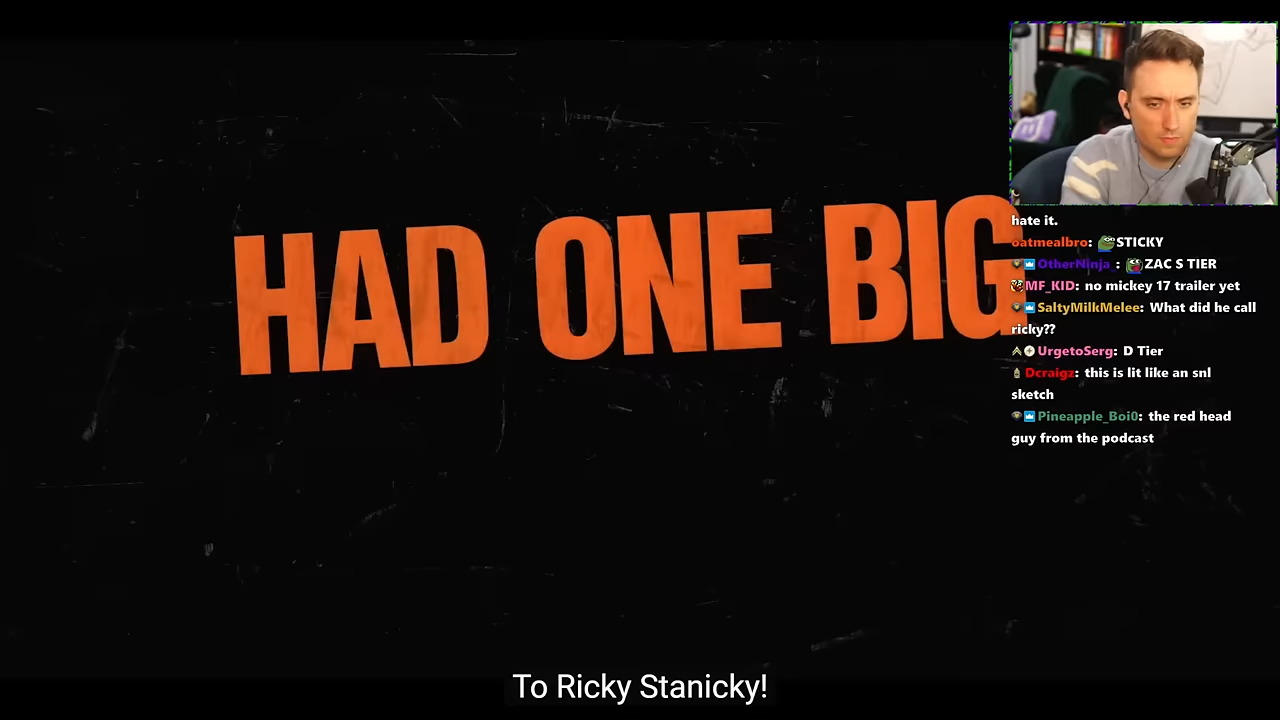 HAD ONE BIG
hate it.
oatmealbro: STICKY
OtherNinja_: ZAC S TIER
MF_KID: no mickey 17 trailer yet
SaltyMilkMelee: What did he call
ricky??
UrgetoSerg: D Tier
Dcraigz: this is lit like an snl
sketch
Pineapple_Boi0: the red head
guy from the podcast
To Ricky Stanicky!